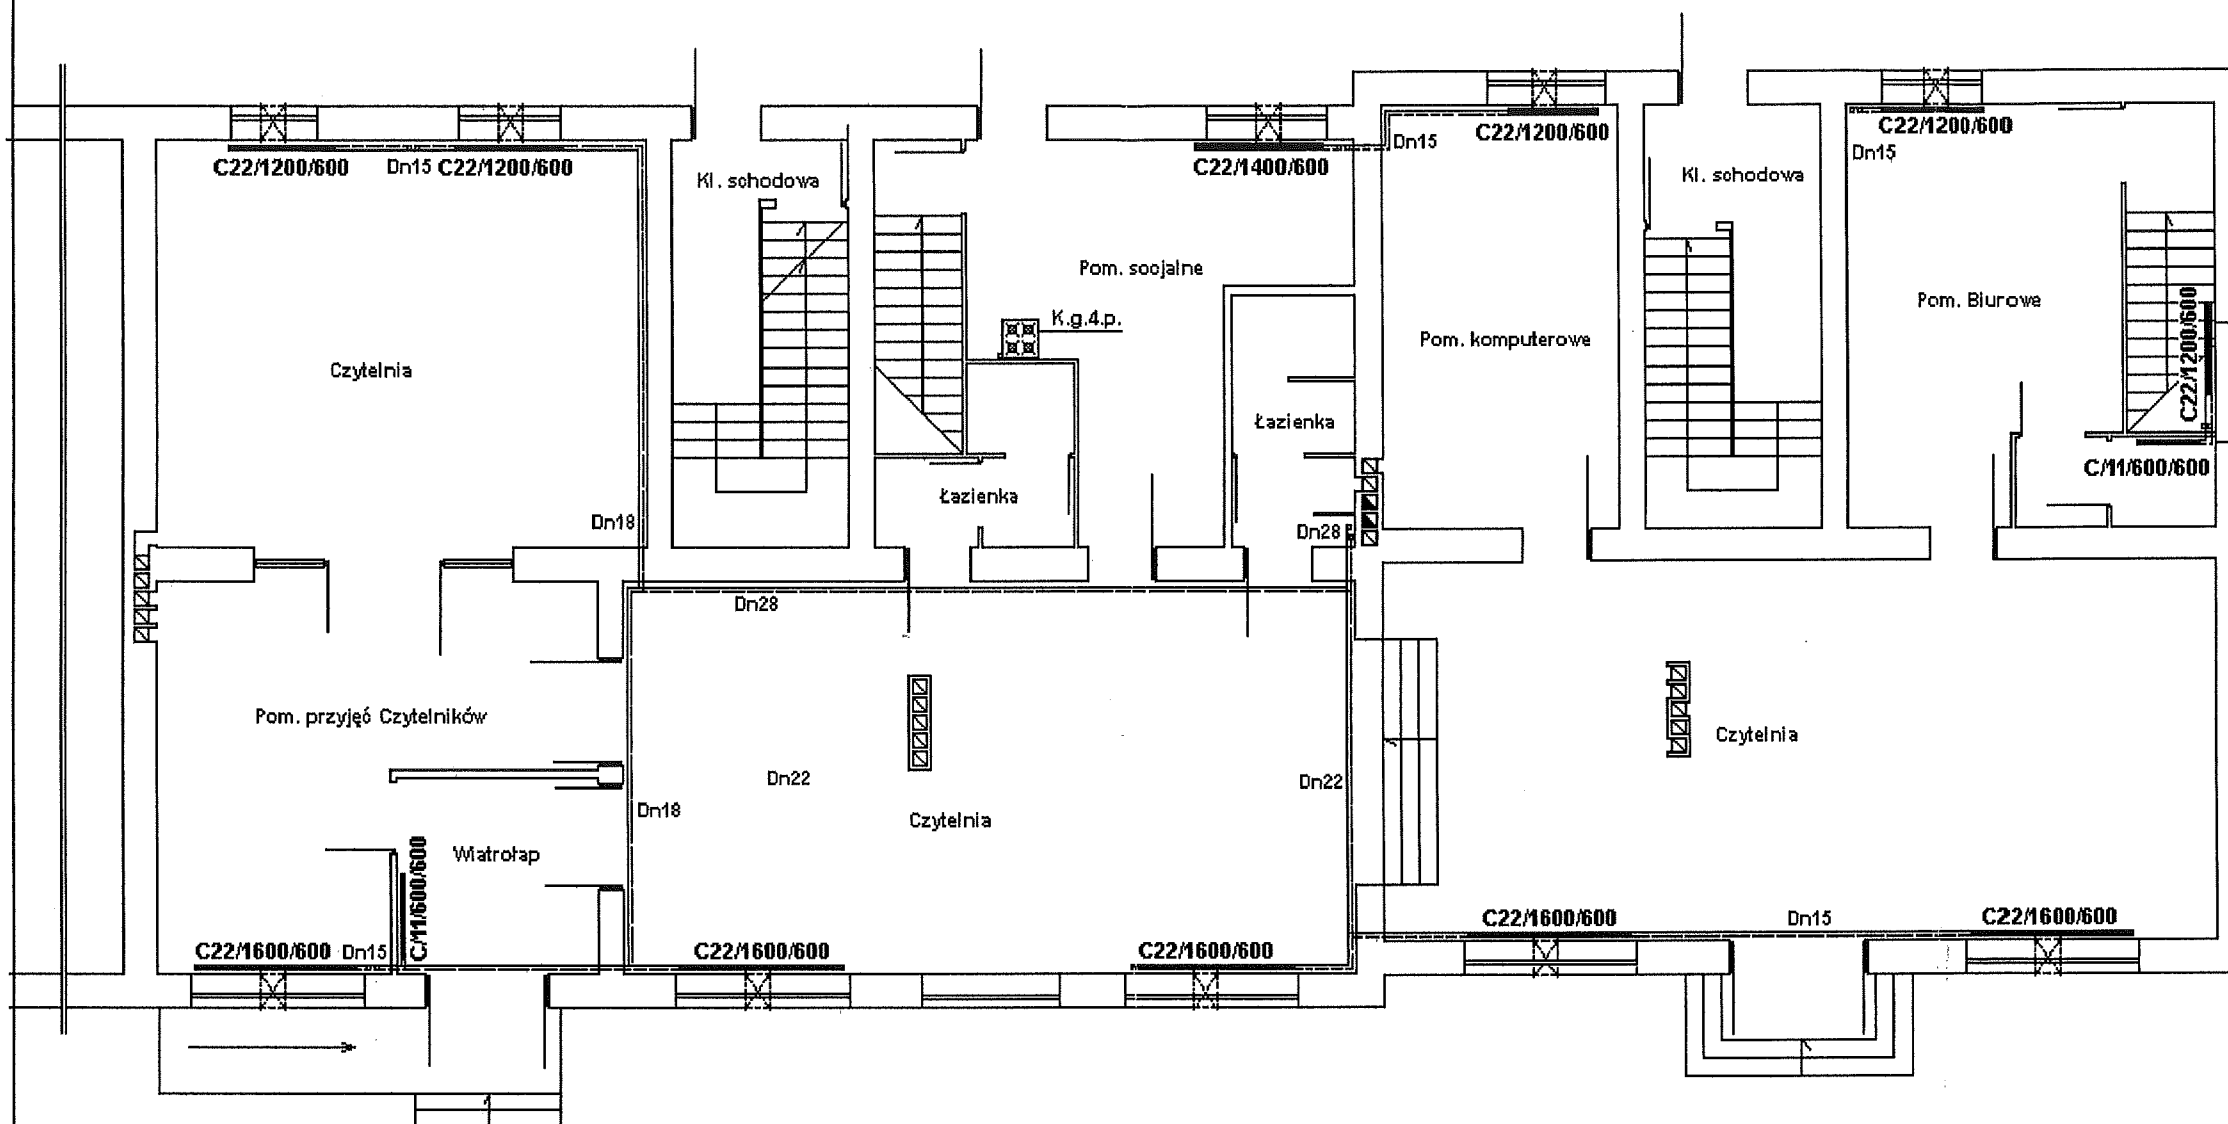 C22/1200/600
Dn15
C22/1200/600
Kl. schodowa
C22/1400/600
Dn15
C22/1200/600
Kl. schodowa
C22/1200/600
Dn15
Pom. socjalne
K.g.4.p.
Pom. komputerowe
Pom. Biurowe
C22/1200/600
C/11/600/600
Czytelnia
Łazienka
Łazienka
Dn18
Dn28
Dn28
Pom. przyjęć Czytelników
Dn22
Dn22
Dn18
Czytelnia
Czytelnia
Wiatrołap
C/11/600/600
C22/1600/600
Dn15
C22/1600/600
C22/1600/600
C22/1600/600
Dn15
C22/1600/600